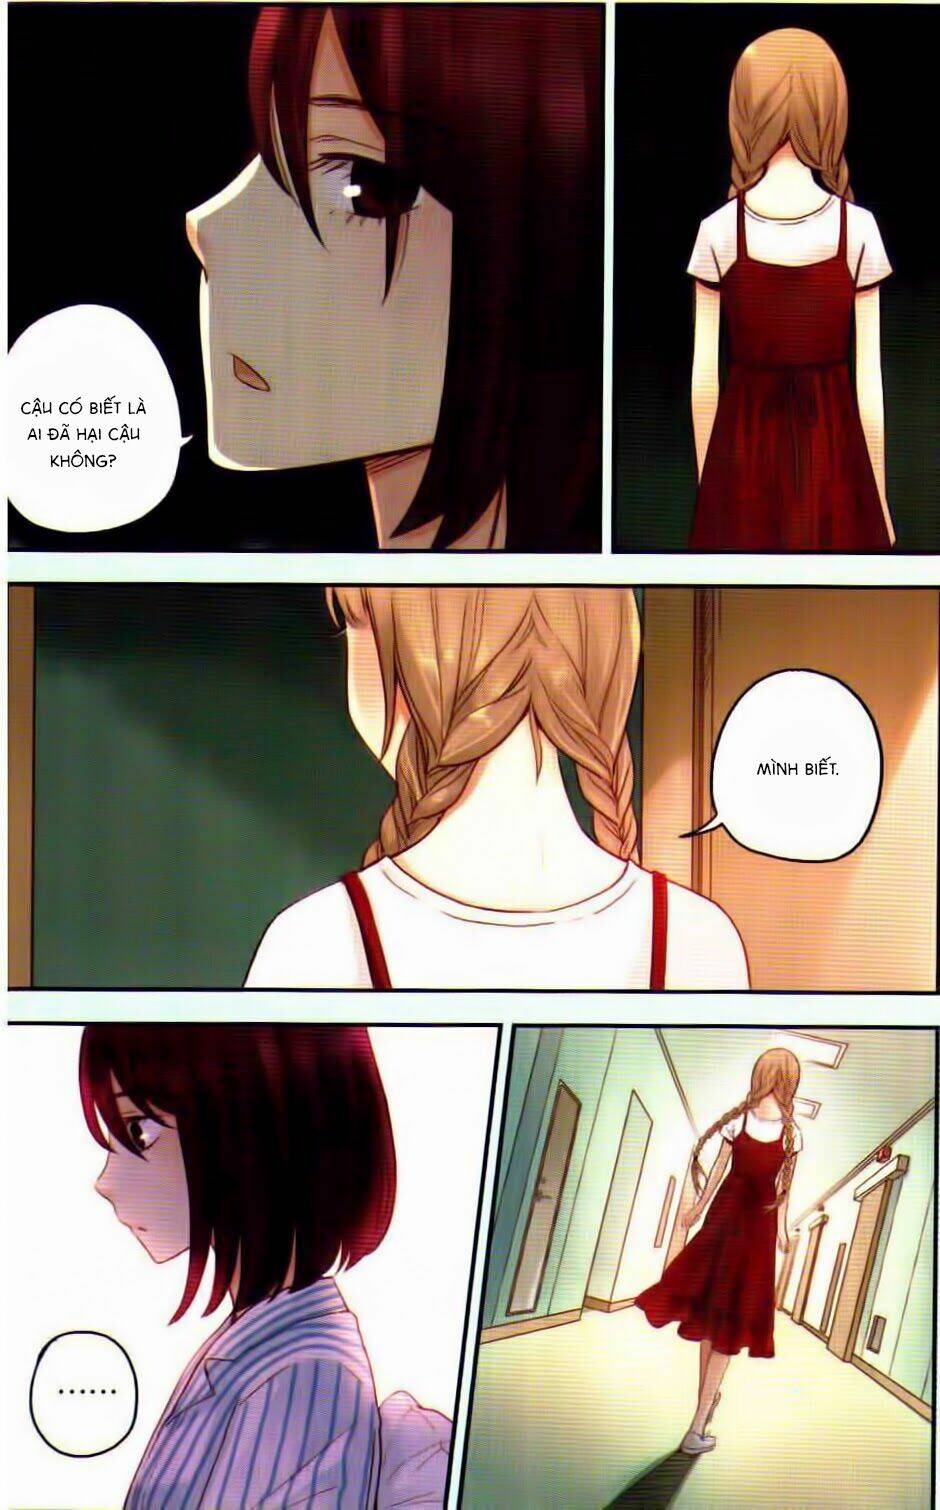 CẬU CÓ BIẾT LÀ
AI ĐÃ HẠI CẬU
KHÔNG?
MÌNH BIẾT.
......